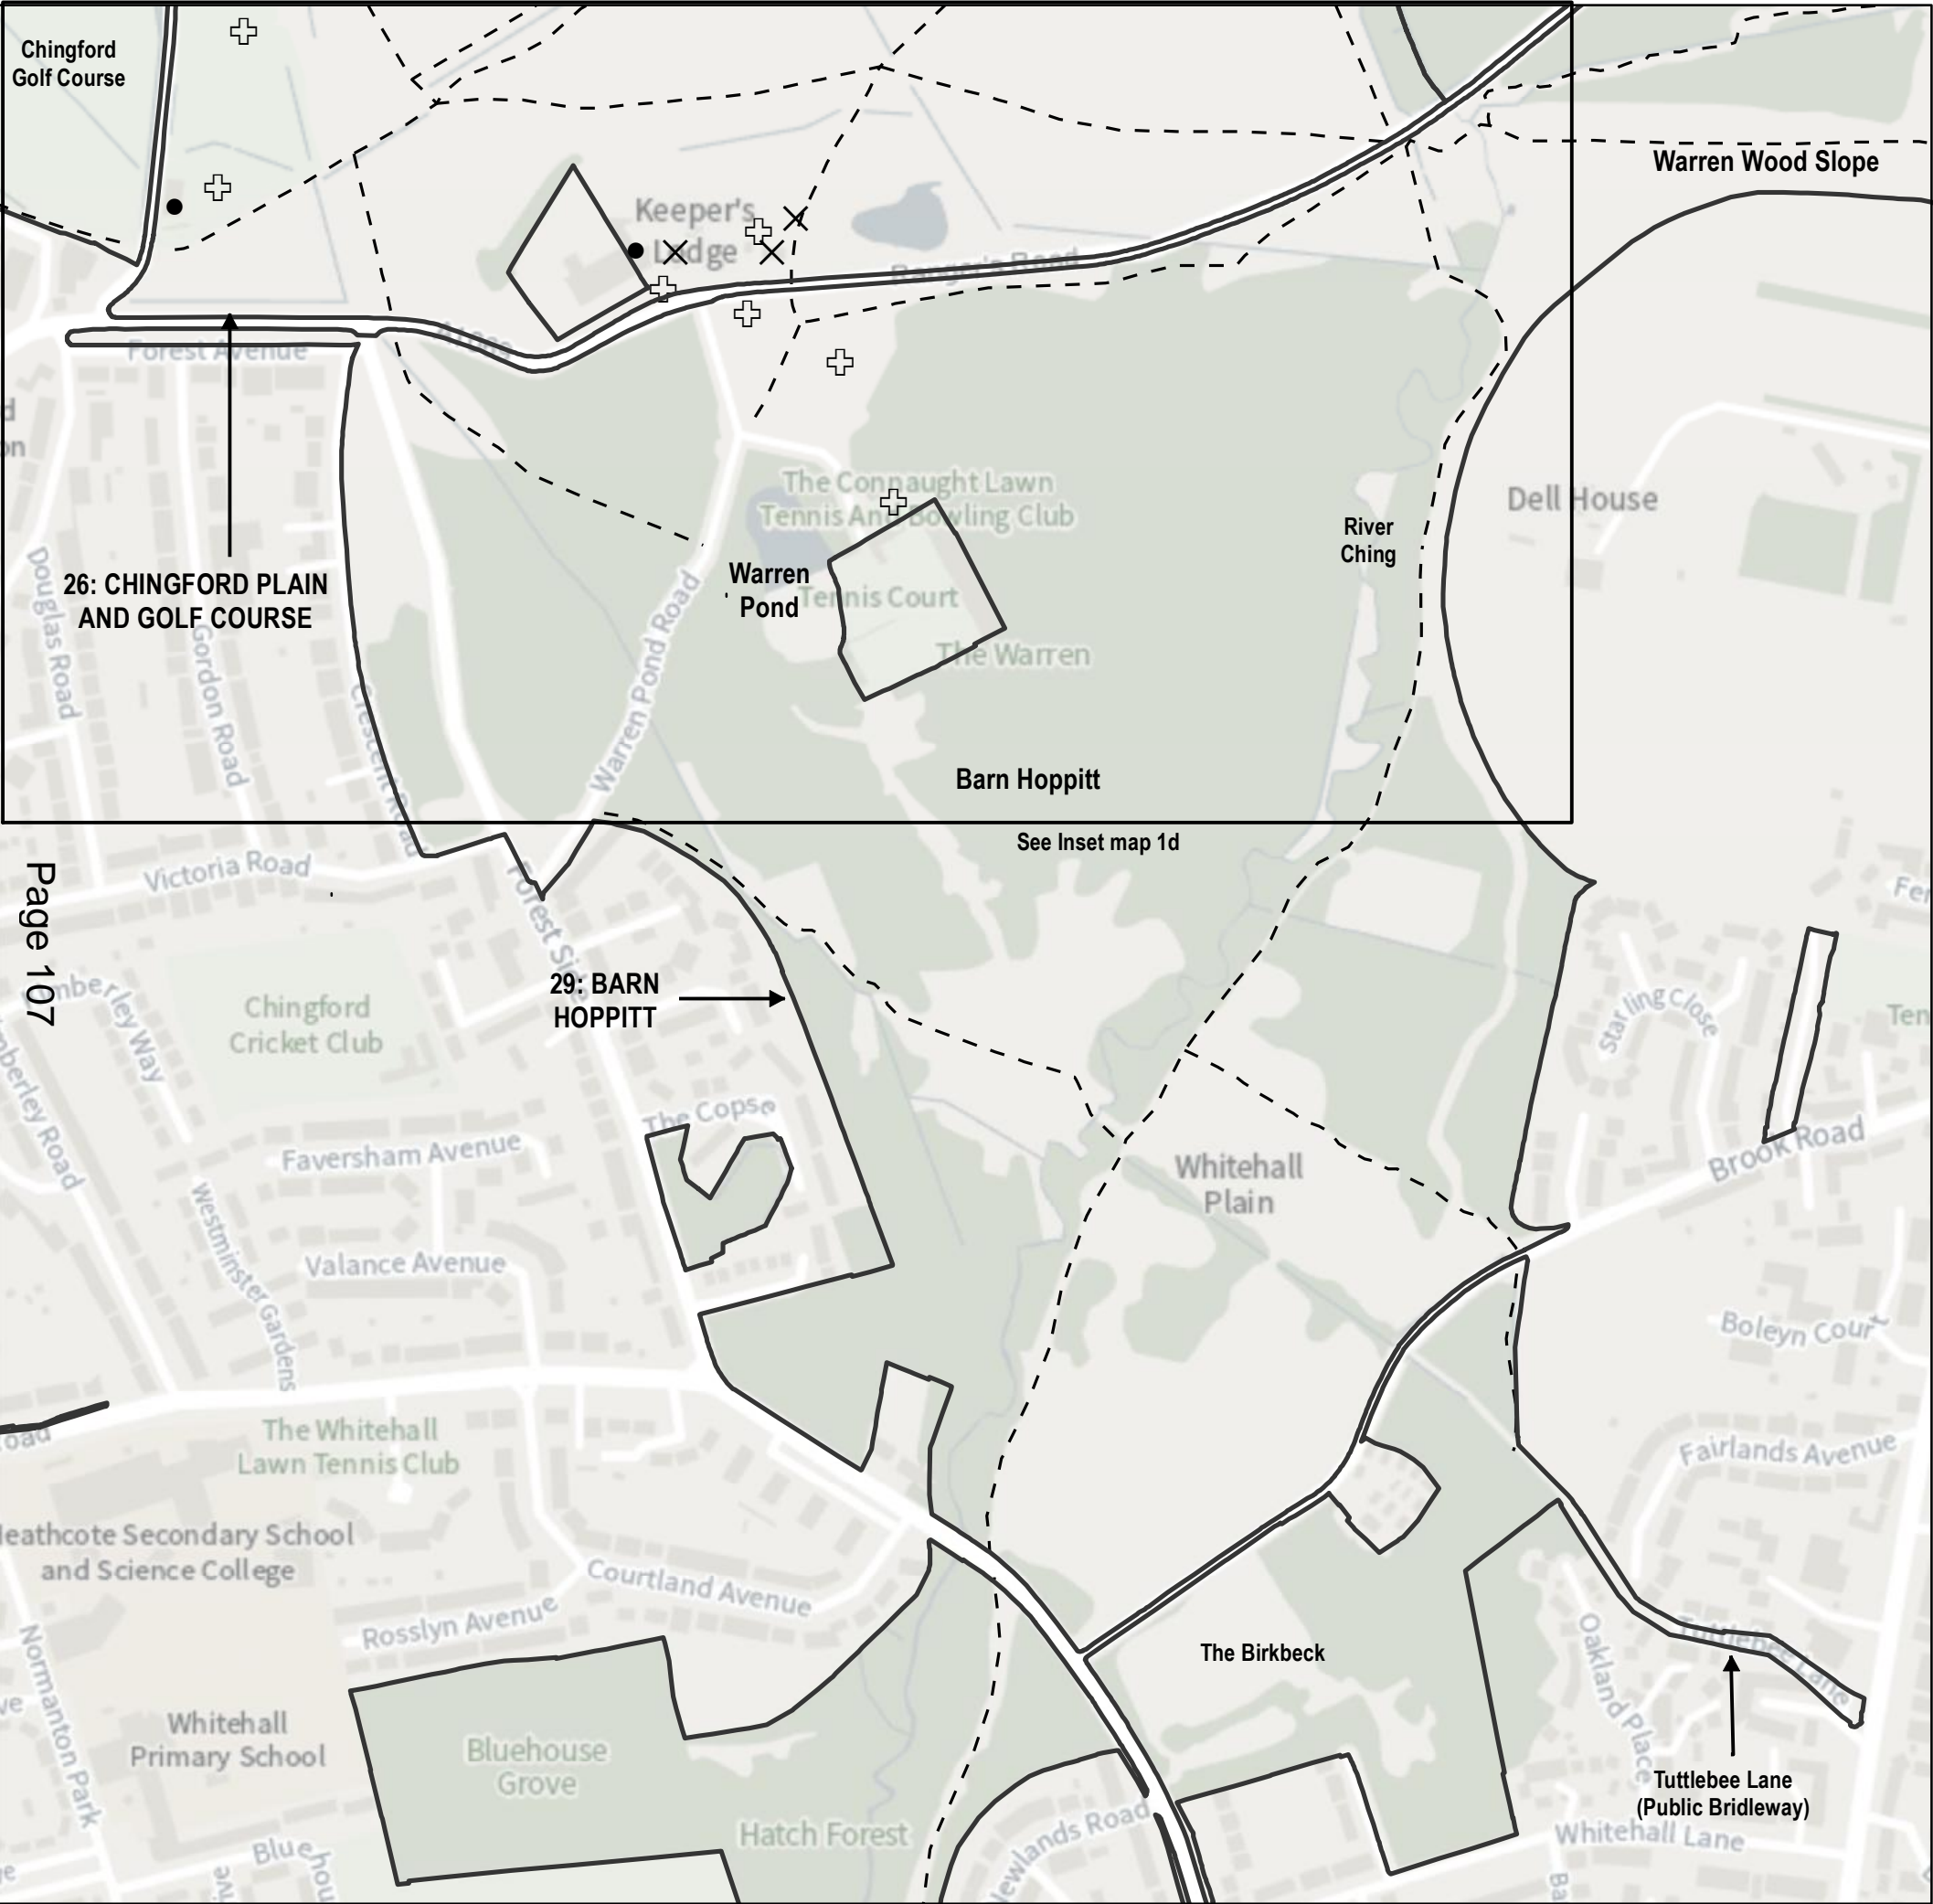 Chingford
Golf Course
Warren Wood Slope
Keeper's
Lodge
Ranger's Road
Forest Avenue
The Connaught Lawn
Tennis And Bowling Club
Dell House
River
Ching
26: CHINGFORD PLAIN
AND GOLF COURSE
Warren
Pond
Tennis Court
The Warren
Douglas Road
Gordon Road
Crescent Road
Warren Pond Road
Barn Hoppitt
See Inset map 1d
Victoria Road
Page 107
Forest Side
29: BARN
HOPPITT
Chingford
Cricket Club
Starling Close
Brook Road
The Copse
Faversham Avenue
Whitehall
Plain
Westminster Gardens
Valance Avenue
Boleyn Court
The Whitehall
Lawn Tennis Club
Fairlands Avenue
eathcote Secondary School
and Science College
Courtland Avenue
Rosslyn Avenue
The Birkbeck
Tuttlebee Lane
Oakland Place
Normanton Park
Whitehall
Primary School
Bluehouse
Grove
Tuttlebee Lane
(Public Bridleway)
Hatch Forest
ewlands Road
Whitehall Lane
Bluehou